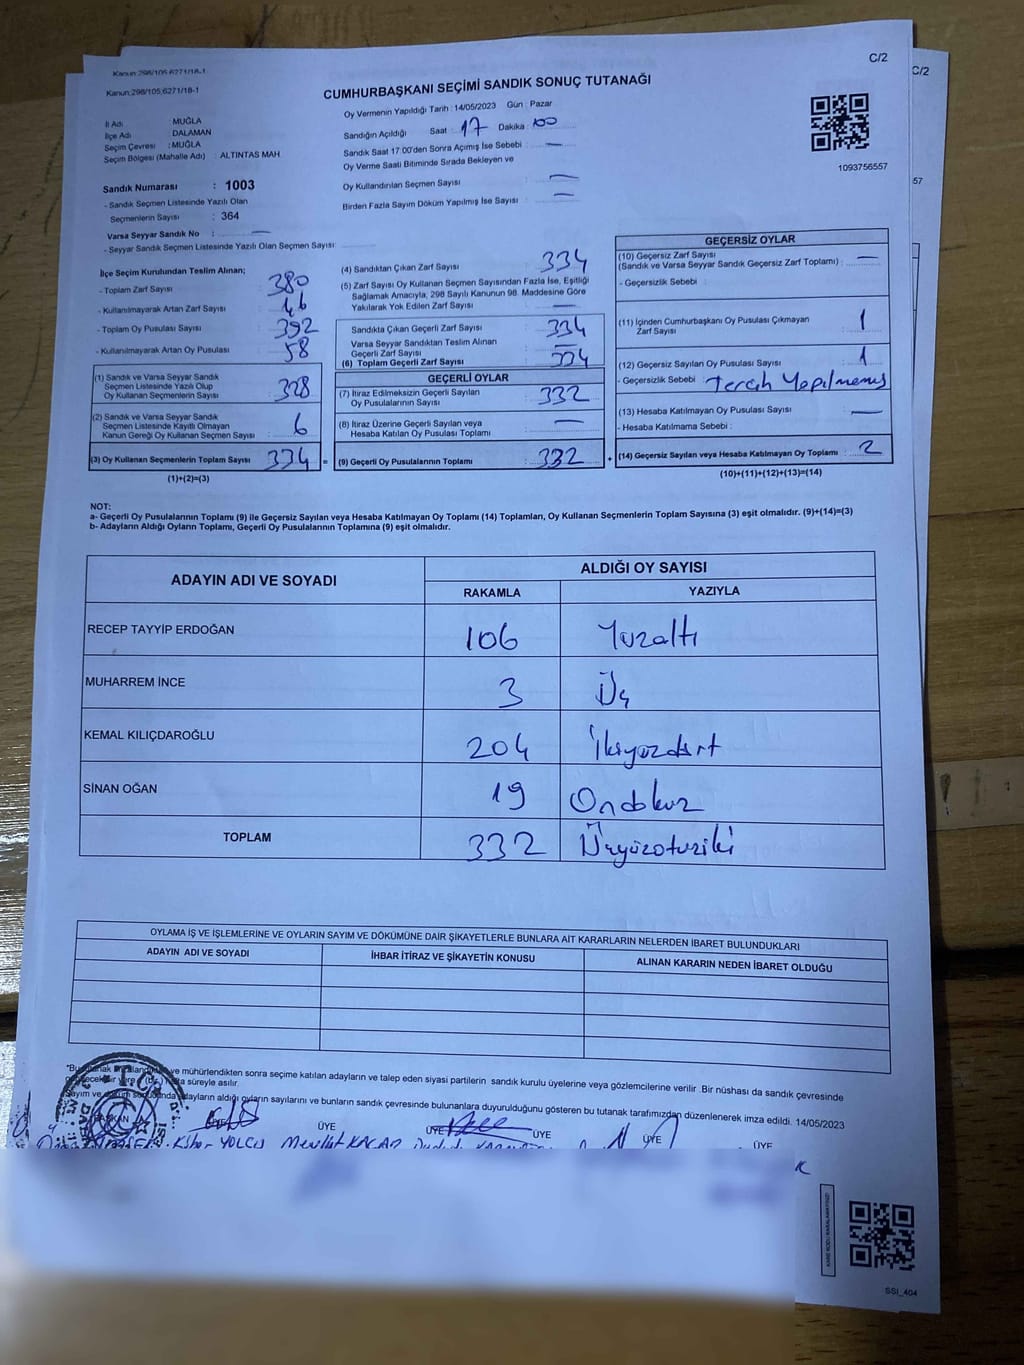 Kanun:298/105,6271/18-1
C/2
C/2
Kanun:298/105,6271/18-1
CUMHURBAŞKANI SEÇİMİ SANDIK SONUÇ TUTANAĞI
İl Adı : MUĞLA
İlçe Adı : DALAMAN
Seçim Çevresi : MUĞLA
Seçim Bölgesi (Mahalle Adı) : ALTINTAS MAH
Oy Vermenin Yapıldığı Tarih : 14/05/2023 Gün : Pazar
Sandığın Açıldığı Saat : 17 Dakika : 00
Sandık Saat 17:00'den Sonra Açımış İse Sebebi : —
Oy Verme Saati Bitiminde Sırada Bekleyen ve
Oy Kullandırılan Seçmen Sayısı : —
Birden Fazla Sayım Döküm Yapılmış İse Sayısı : —
1093756557
57
Sandık Numarası : 1003
- Sandık Seçmen Listesinde Yazılı Olan
Seçmenlerin Sayısı : 364
Varsa Seyyar Sandık No : —
- Seyyar Sandık Seçmen Listesinde Yazılı Olan Seçmen Sayısı:
İlçe Seçim Kurulundan Teslim Alınan;
- Toplam Zarf Sayısı : 380
- Kullanılmayarak Artan Zarf Sayısı : 46
- Toplam Oy Pusulası Sayısı : 392
- Kullanılmayarak Artan Oy Pusulası : 58
(1) Sandık ve Varsa Seyyar Sandık
Seçmen Listesinde Yazılı Olup
Oy Kullanan Seçmenlerin Sayısı : 328
(2) Sandık ve Varsa Seyyar Sandık
Seçmen Listesinde Kayıtlı Olmayan
Kanun Gereği Oy Kullanan Seçmen Sayısı : 6
(3) Oy Kullanan Seçmenlerin Toplam Sayısı : 334 =
(1)+(2)=(3)
(4) Sandıktan Çıkan Zarf Sayısı : 334
(5) Zarf Sayısı Oy Kullanan Seçmen Sayısından Fazla İse, Eşitliği
Sağlamak Amacıyla, 298 Sayılı Kanunun 98. Maddesine Göre
Yakılarak Yok Edilen Zarf Sayısı : —
Sandıkta Çıkan Geçerli Zarf Sayısı : 334
Varsa Seyyar Sandıktan Teslim Alınan
Geçerli Zarf Sayısı : —
(6) Toplam Geçerli Zarf Sayısı : 334
GEÇERLİ OYLAR
(7) İtiraz Edilmeksizin Geçerli Sayılan
Oy Pusulalarının Sayısı : 332
(8) İtiraz Üzerine Geçerli Sayılan veya
Hesaba Katılan Oy Pusulası Toplamı : —
(9) Geçerli Oy Pusulalarının Toplamı : 332 +
GEÇERSİZ OYLAR
(10) Geçersiz Zarf Sayısı
(Sandık ve Varsa Seyyar Sandık Geçersiz Zarf Toplamı) : —
- Geçersizlik Sebebi :
(11) İçinden Cumhurbaşkanı Oy Pusulası Çıkmayan
Zarf Sayısı : 1
(12) Geçersiz Sayılan Oy Pusulası Sayısı : 1
- Geçersizlik Sebebi : Tercih Yapılmamış
(13) Hesaba Katılmayan Oy Pusulası Sayısı : —
- Hesaba Katılmama Sebebi :
(14) Geçersiz Sayılan veya Hesaba Katılmayan Oy Toplamı : 2
(10)+(11)+(12)+(13)=(14)
NOT:
a- Geçerli Oy Pusulalarının Toplamı (9) ile Geçersiz Sayılan veya Hesaba Katılmayan Oy Toplamı (14) Toplamları, Oy Kullanan Seçmenlerin Toplam Sayısına (3) eşit olmalıdır. (9)+(14)=(3)
b- Adayların Aldığı Oyların Toplamı, Geçerli Oy Pusulalarının Toplamına (9) eşit olmalıdır.
ADAYIN ADI VE SOYADI
ALDIĞI OY SAYISI
RAKAMLA YAZIYLA
RECEP TAYYİP ERDOĞAN 106 Yüzaltı
MUHARREM İNCE 3 Üç
KEMAL KILIÇDAROĞLU 204 İkiyüzdört
SİNAN OĞAN 19 Ondokuz
TOPLAM 332 Üçyüzotuziki
OYLAMA İŞ VE İŞLEMLERİNE VE OYLARIN SAYIM VE DÖKÜMÜNE DAİR ŞİKAYETLERLE BUNLARA AİT KARARLARIN NELERDEN İBARET BULUNDUKLARI
ADAYIN ADI VE SOYADI İHBAR İTİRAZ VE ŞİKAYETİN KONUSU ALINAN KARARIN NEDEN İBARET OLDUĞU
ve mühürlendikten sonra seçime katılan adayların ve talep eden siyasi partilerin sandık kurulu üyelerine veya gözlemcilerine verilir .Bir nüshası da sandık çevresinde
süreyle asılır.
adayların aldığı oyların sayılarını ve bunların sandık çevresinde bulunanlara duyurulduğunu gösteren bu tutanak tarafımızdan düzenlenerek imza edildi. 14/05/2023
BAŞKAN ÜYE ÜYE ÜYE ÜYE ÜYE
YOLCU Mevlüt
KARE KODU KARALAMAYINIZ!
SSI_404